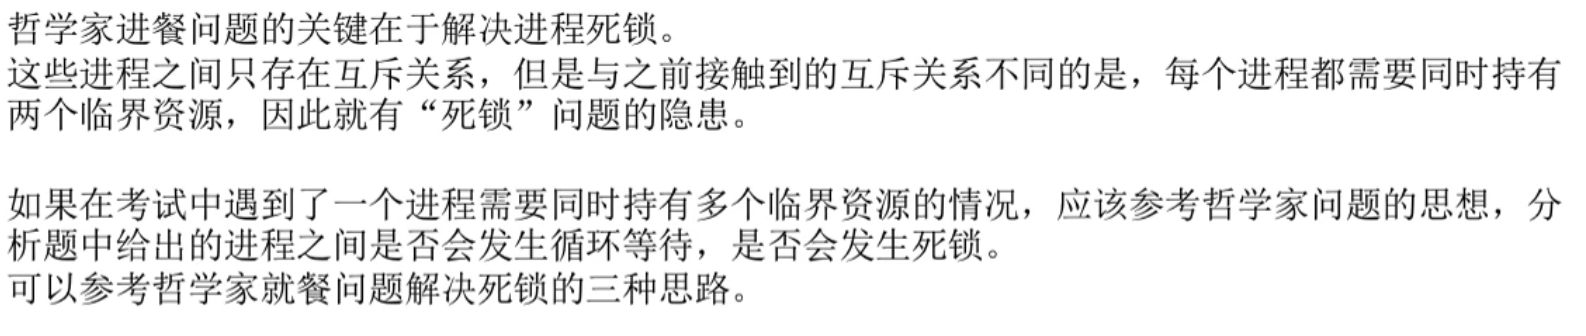 哲学家进餐问题的关键在于解决进程死锁。
这些进程之间只存在互斥关系，但是与之前接触到的互斥关系不同的是，每个进程都需要同时持有
两个临界资源，因此就有“死锁”问题的隐患。
如果在考试中遇到了一个进程需要同时持有多个临界资源的情况，应该参考哲学家问题的思想，分
析题中给出的进程之间是否会发生循环等待，是否会发生死锁。
可以参考哲学家就餐问题解决死锁的三种思路。